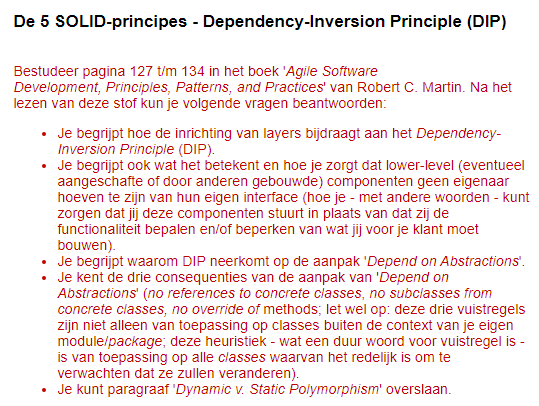 De 5 SOLID-principes - Dependency-Inversion Principle (DIP)
Bestudeer pagina 127 t/m 134 in het boek 'Agile Software
Development, Principles, Patterns, and Practices' van Robert C. Martin. Na het
lezen van deze stof kun je volgende vragen beantwoorden:
• Je begrijpt hoe de inrichting van layers bijdraagt aan het Dependency-
Inversion Principle (DIP).
• Je begrijpt ook wat het betekent en hoe je zorgt dat lower-level (eventueel
aangeschafte of door anderen gebouwde) componenten geen eigenaar
hoeven te zijn van hun eigen interface (hoe je - met andere woorden - kunt
zorgen dat jij deze componenten stuurt in plaats van dat zij de
functionaliteit bepalen en/of beperken van wat jij voor je klant moet
bouwen).
• Je begrijpt waarom DIP neerkomt op de aanpak 'Depend on Abstractions'.
• Je kent de drie consequenties van de aanpak van 'Depend on
Abstractions' (no references to concrete classes, no subclasses from
concrete classes, no override of methods; let wel op: deze drie vuistregels
zijn niet alleen van toepassing op classes buiten de context van je eigen
module/package; deze heuristiek - wat een duur woord voor vuistregel is -
is van toepassing op alle classes waarvan het redelijk is om te
verwachten dat ze zullen veranderen).
• Je kunt paragraaf 'Dynamic v. Static Polymorphism' overslaan.